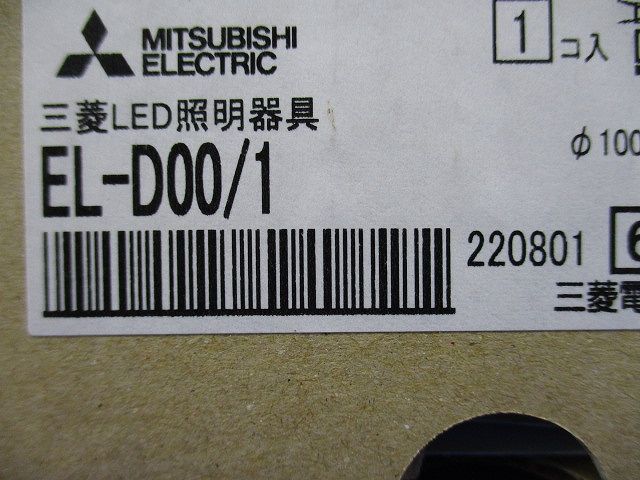 MITSUBISHI
ELECTRIC
1 コ入
三菱LED照明器具
φ100
EL-D00/1
220801
三菱電